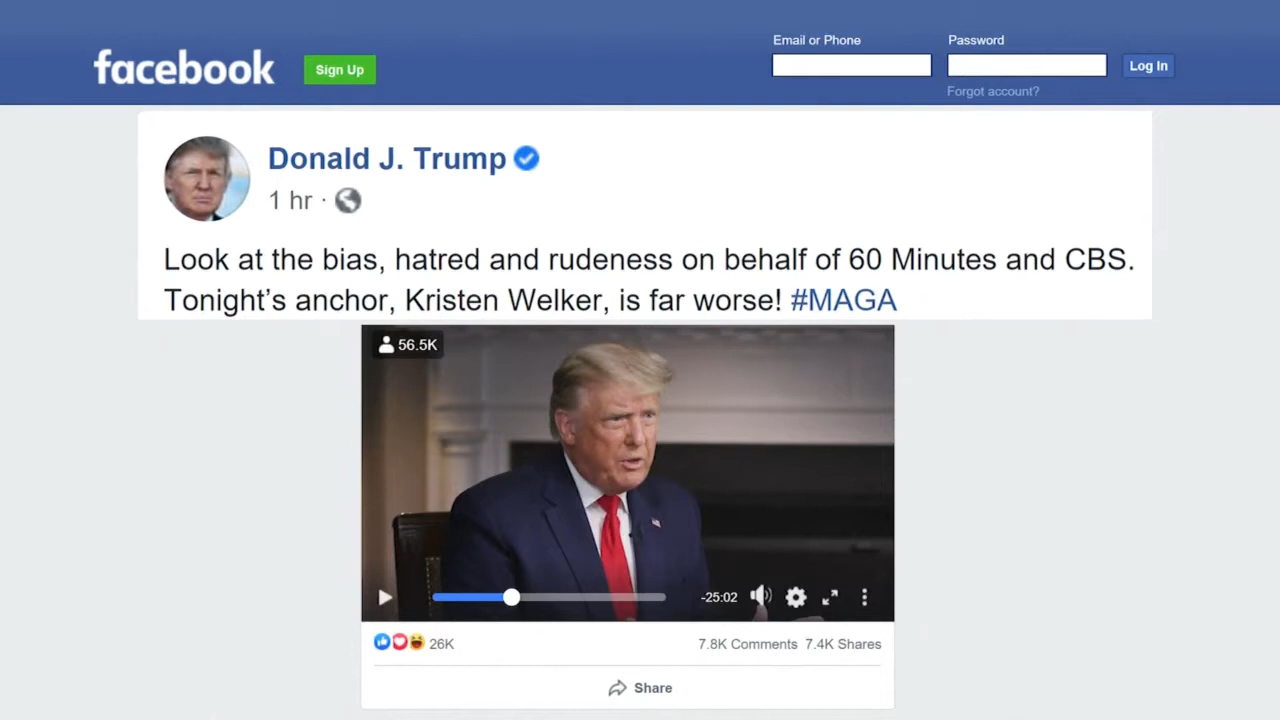 Email or Phone
Password
facebook
Sign Up
Log In
Forgot account?
Donald J. Trump
1 hr ·
Look at the bias, hatred and rudeness on behalf of 60 Minutes and CBS.
Tonight’s anchor, Kristen Welker, is far worse! #MAGA
56.5K
-25:02
26K
7.8K Comments 7.4K Shares
Share